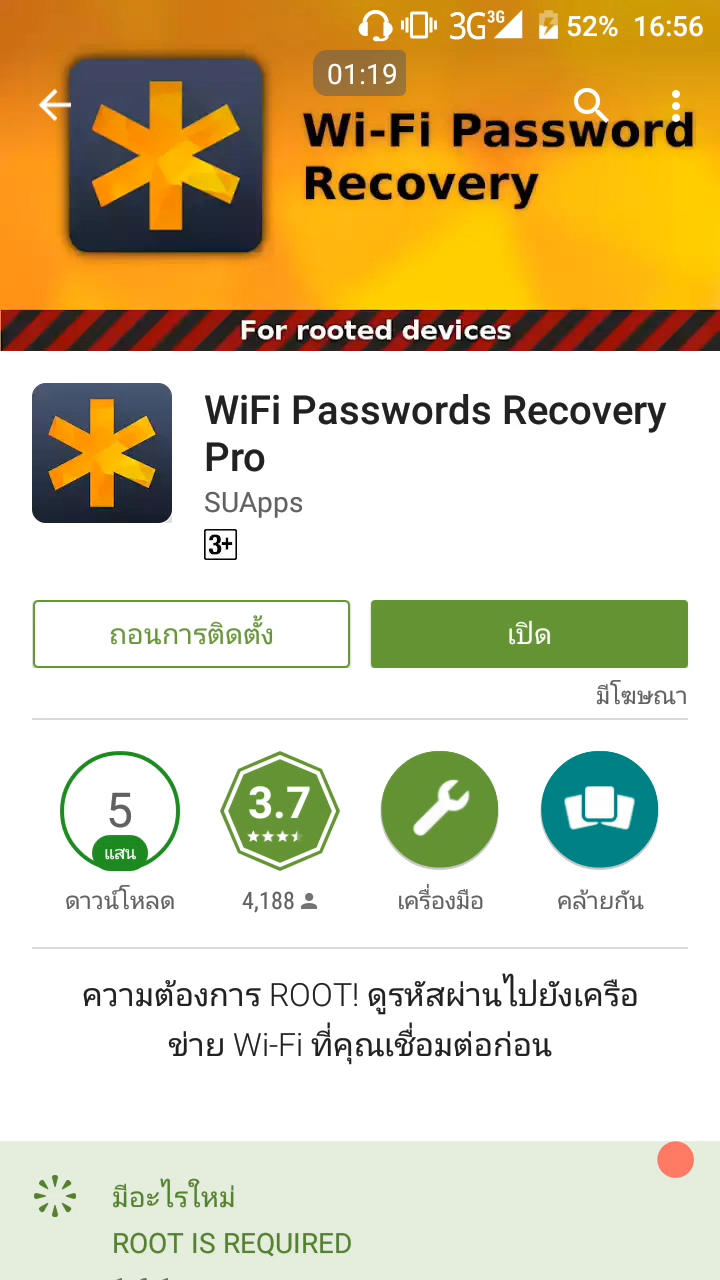 3G 3G 52% 16:56
01:19
Wi-Fi Password
Recovery
For rooted devices
WiFi Passwords Recovery
Pro
SUApps
3+
ถอนการติดตั้ง
เปิด
มีโฆษณา
5
แสน
ดาวน์โหลด
3.7
4,188
เครื่องมือ
คล้ายกัน
ความต้องการ ROOT! ดูรหัสผ่านไปยังเครือ
ข่าย Wi-Fi ที่คุณเชื่อมต่อก่อน
มีอะไรใหม่
ROOT IS REQUIRED